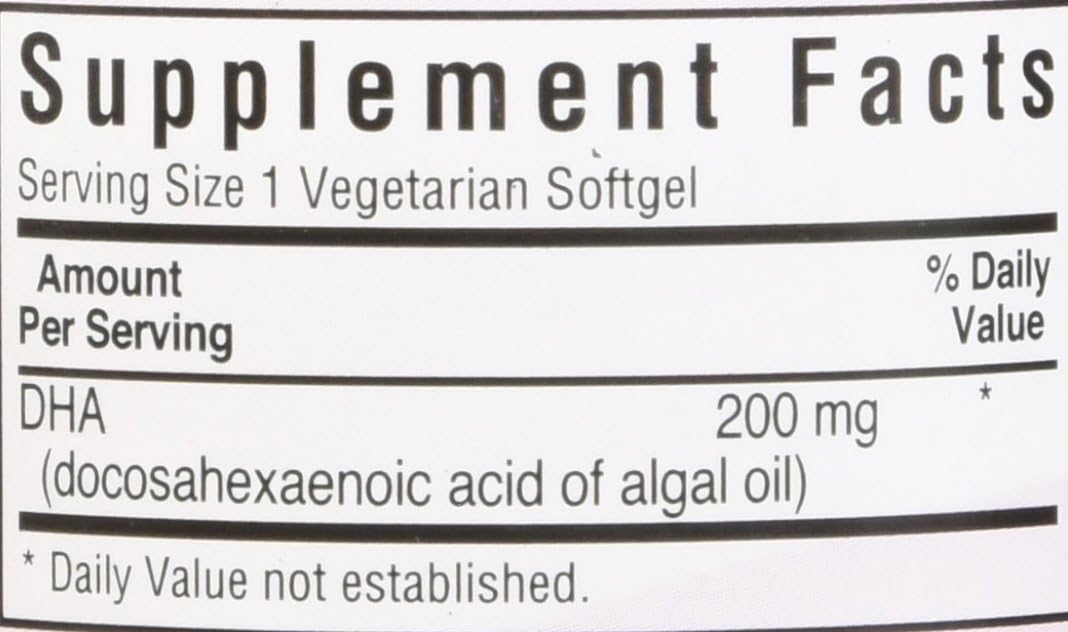 Supplement Facts
Serving Size 1 Vegetarian Softgel
Amount % Daily
Per Serving Value
DHA 200 mg *
(docosahexaenoic acid of algal oil)
* Daily Value not established.